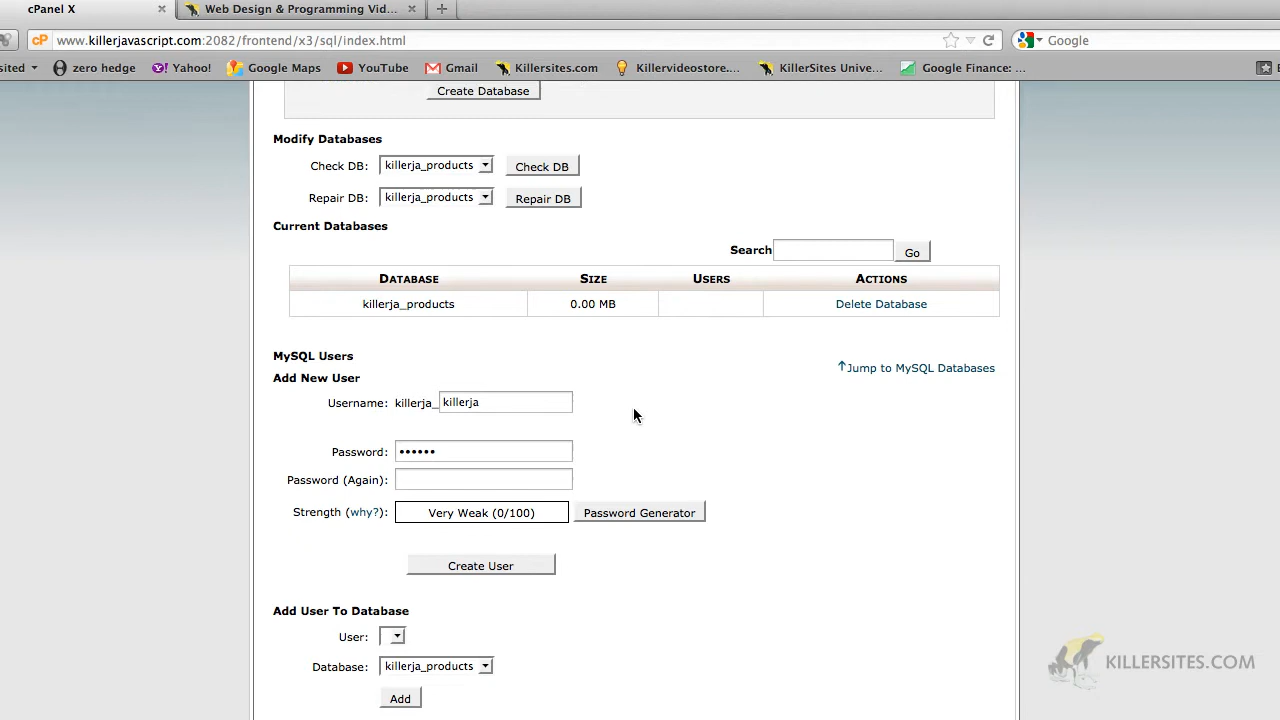 cPanel X
Web Design & Programming Vid...
www.killerjavascript.com:2082/frontend/x3/sql/index.html
Google
sited
zero hedge
Yahoo!
Google Maps
YouTube
Gmail
Killersites.com
Killervideostore....
KillerSites Unive...
Google Finance: ...
Create Database
Modify Databases
Check DB: killerja_products Check DB
Repair DB: killerja_products Repair DB
Current Databases
Search Go
DATABASE SIZE USERS ACTIONS
killerja_products 0.00 MB Delete Database
MySQL Users
Jump to MySQL Databases
Add New User
Username: killerja_ killerja
Password: ••••••
Password (Again):
Strength (why?): Very Weak (0/100) Password Generator
Create User
Add User To Database
User:
Database: killerja_products
Add
KILLERSITES.COM